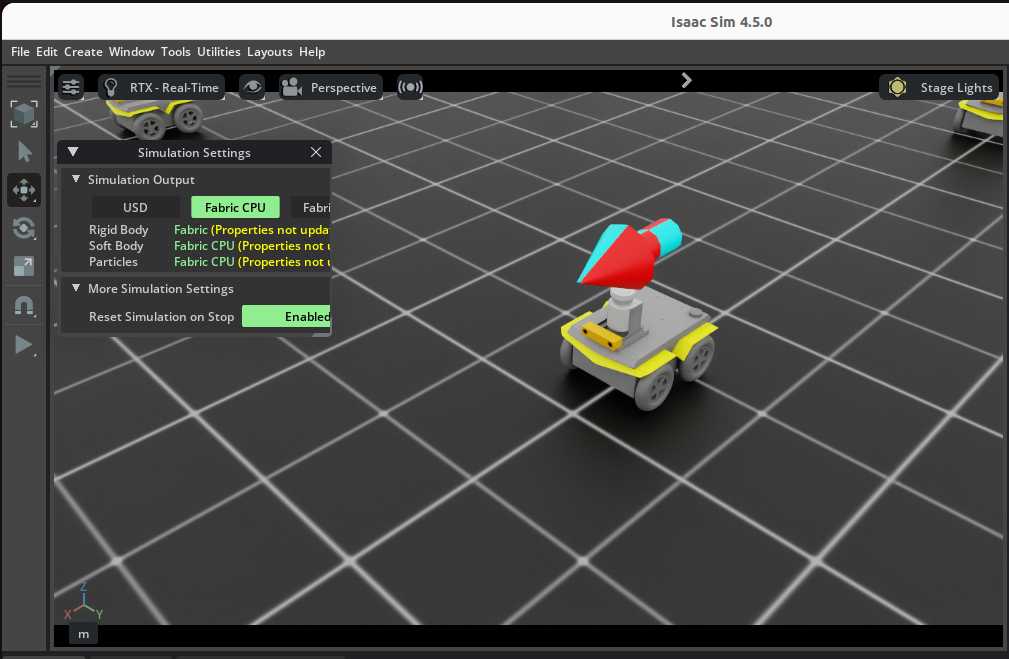 Isaac Sim 4.5.0
File Edit Create Window Tools Utilities Layouts Help
RTX - Real-Time
Perspective
Stage Lights
Simulation Settings
Simulation Output
USD
Fabric CPU
Fabri
Rigid Body Fabric (Properties not upda
Soft Body Fabric CPU (Properties not u
Particles Fabric CPU (Properties not u
More Simulation Settings
Reset Simulation on Stop Enabled
Z
X Y
m